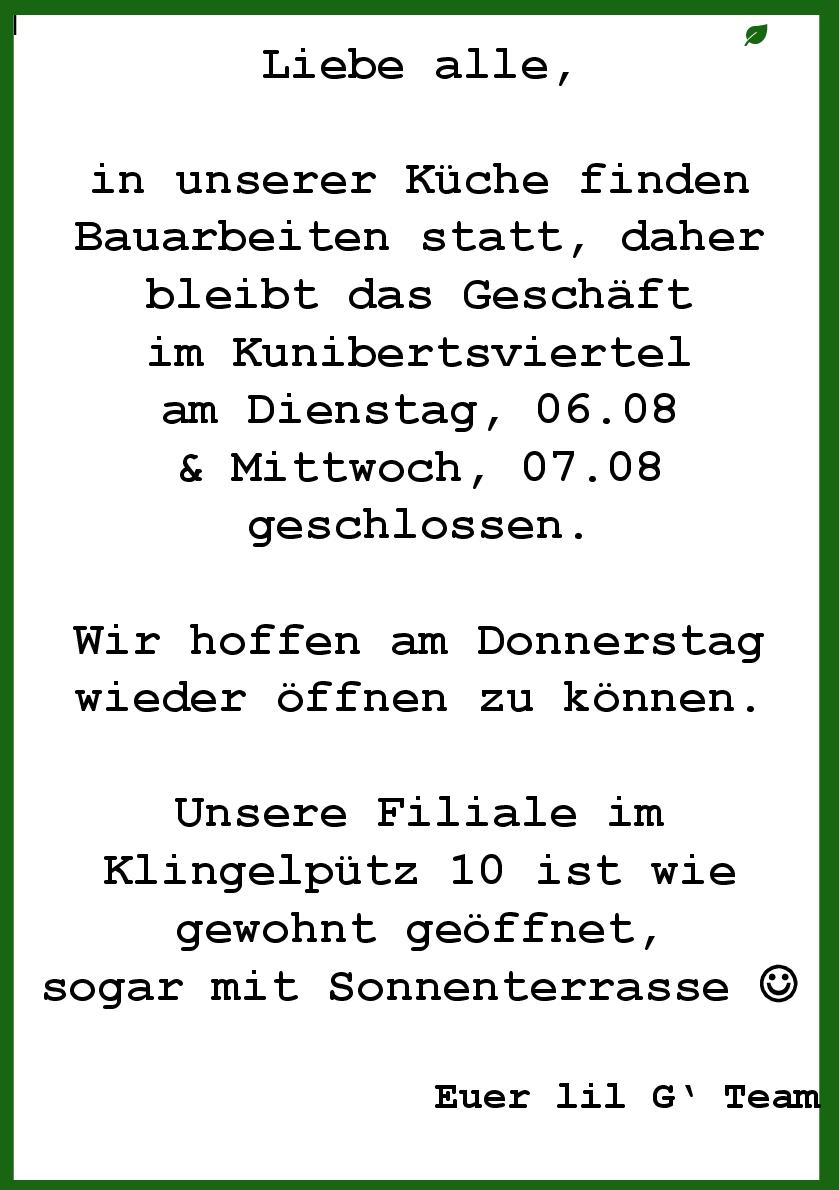 Liebe alle,
in unserer Küche finden
Bauarbeiten statt, daher
bleibt das Geschäft
im Kunibertsviertel
am Dienstag, 06.08
& Mittwoch, 07.08
geschlossen.
Wir hoffen am Donnerstag
wieder öffnen zu können.
Unsere Filiale im
Klingelpütz 10 ist wie
gewohnt geöffnet,
sogar mit Sonnenterrasse ☺
Euer lil G‛ Team